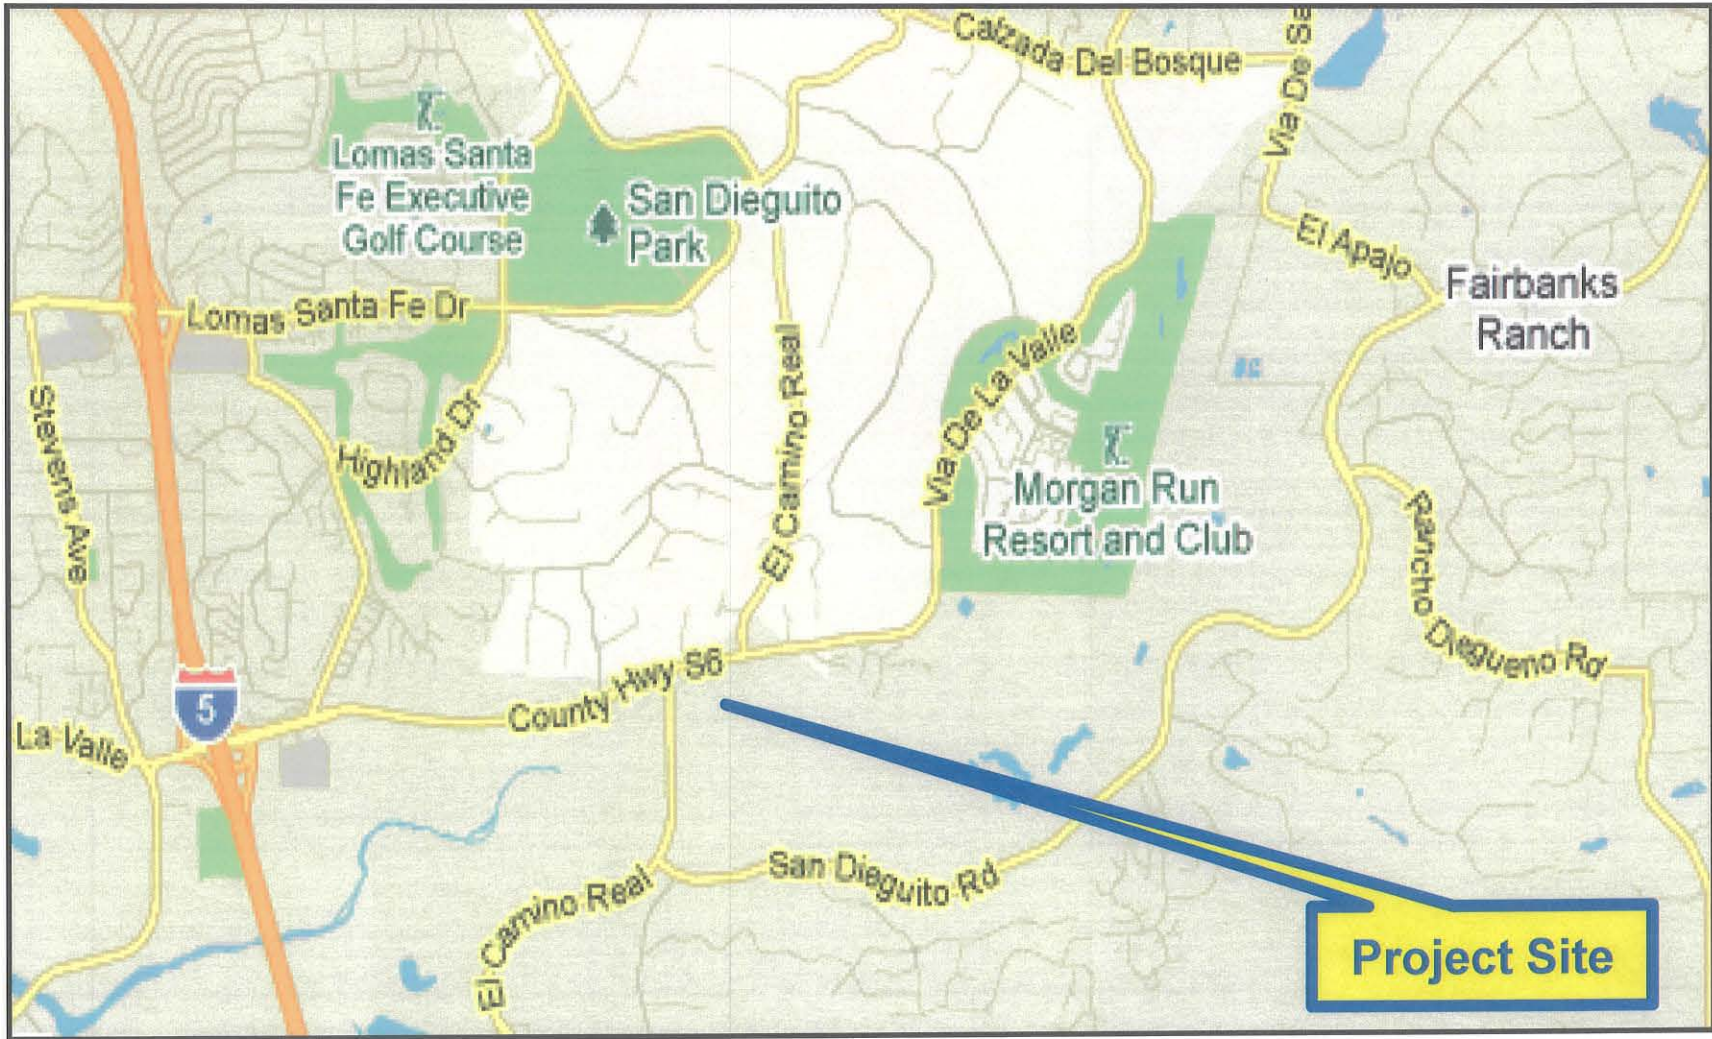 Calzada Del Bosque
Via De Sa
Lomas Santa
Fe Executive
Golf Course
San Dieguito
Park
El Apajo
Fairbanks
Ranch
Lomas Santa Fe Dr
Stevens Ave
Highland Dr
El Camino Real
Via De La Valle
Morgan Run
Resort and Club
Rancho Diegueno Rd
County Hwy S6
5
La Valle
San Dieguito Rd
El Camino Real
Project Site